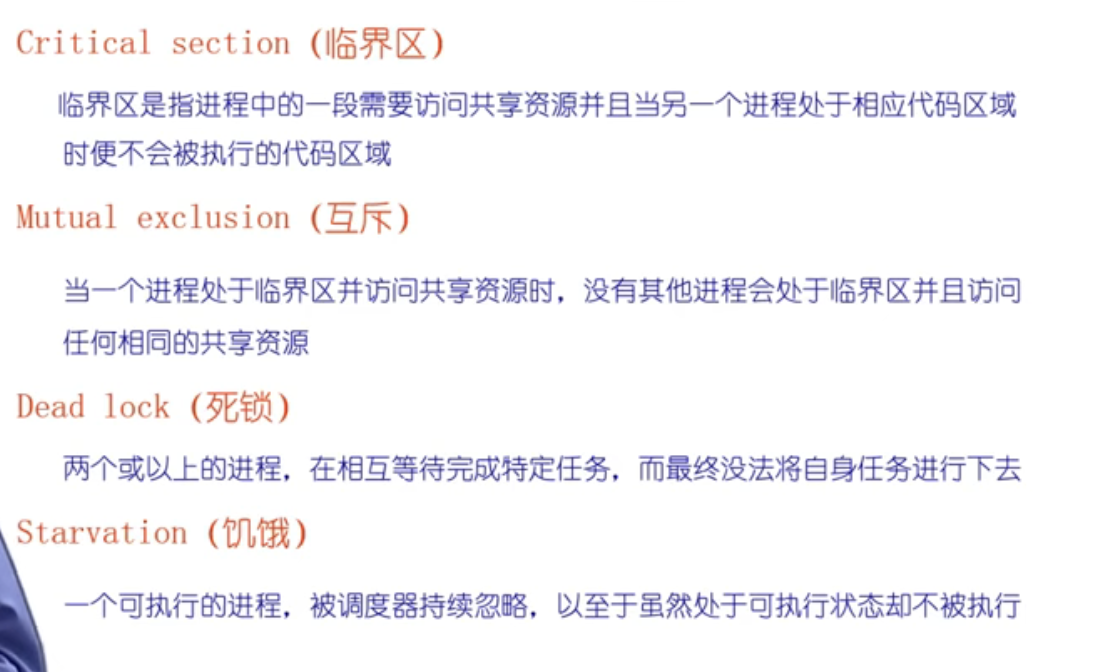 Critical section (临界区)
临界区是指进程中的一段需要访问共享资源并且当另一个进程处于相应代码区域
时便不会被执行的代码区域
Mutual exclusion (互斥)
当一个进程处于临界区并访问共享资源时，没有其他进程会处于临界区并且访问
任何相同的共享资源
Dead lock (死锁)
两个或以上的进程，在相互等待完成特定任务，而最终没法将自身任务进行下去
Starvation (饥饿)
一个可执行的进程，被调度器持续忽略，以至于虽然处于可执行状态却不被执行